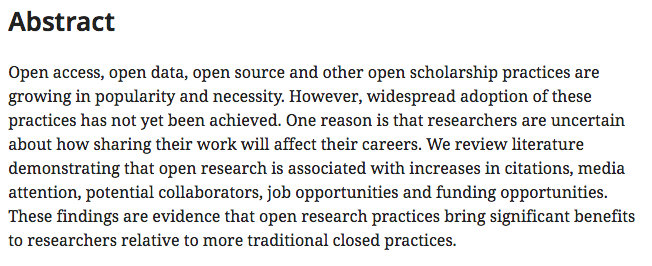 Abstract
Open access, open data, open source and other open scholarship practices are
growing in popularity and necessity. However, widespread adoption of these
practices has not yet been achieved. One reason is that researchers are uncertain
about how sharing their work will affect their careers. We review literature
demonstrating that open research is associated with increases in citations, media
attention, potential collaborators, job opportunities and funding opportunities.
These findings are evidence that open research practices bring significant benefits
to researchers relative to more traditional closed practices.